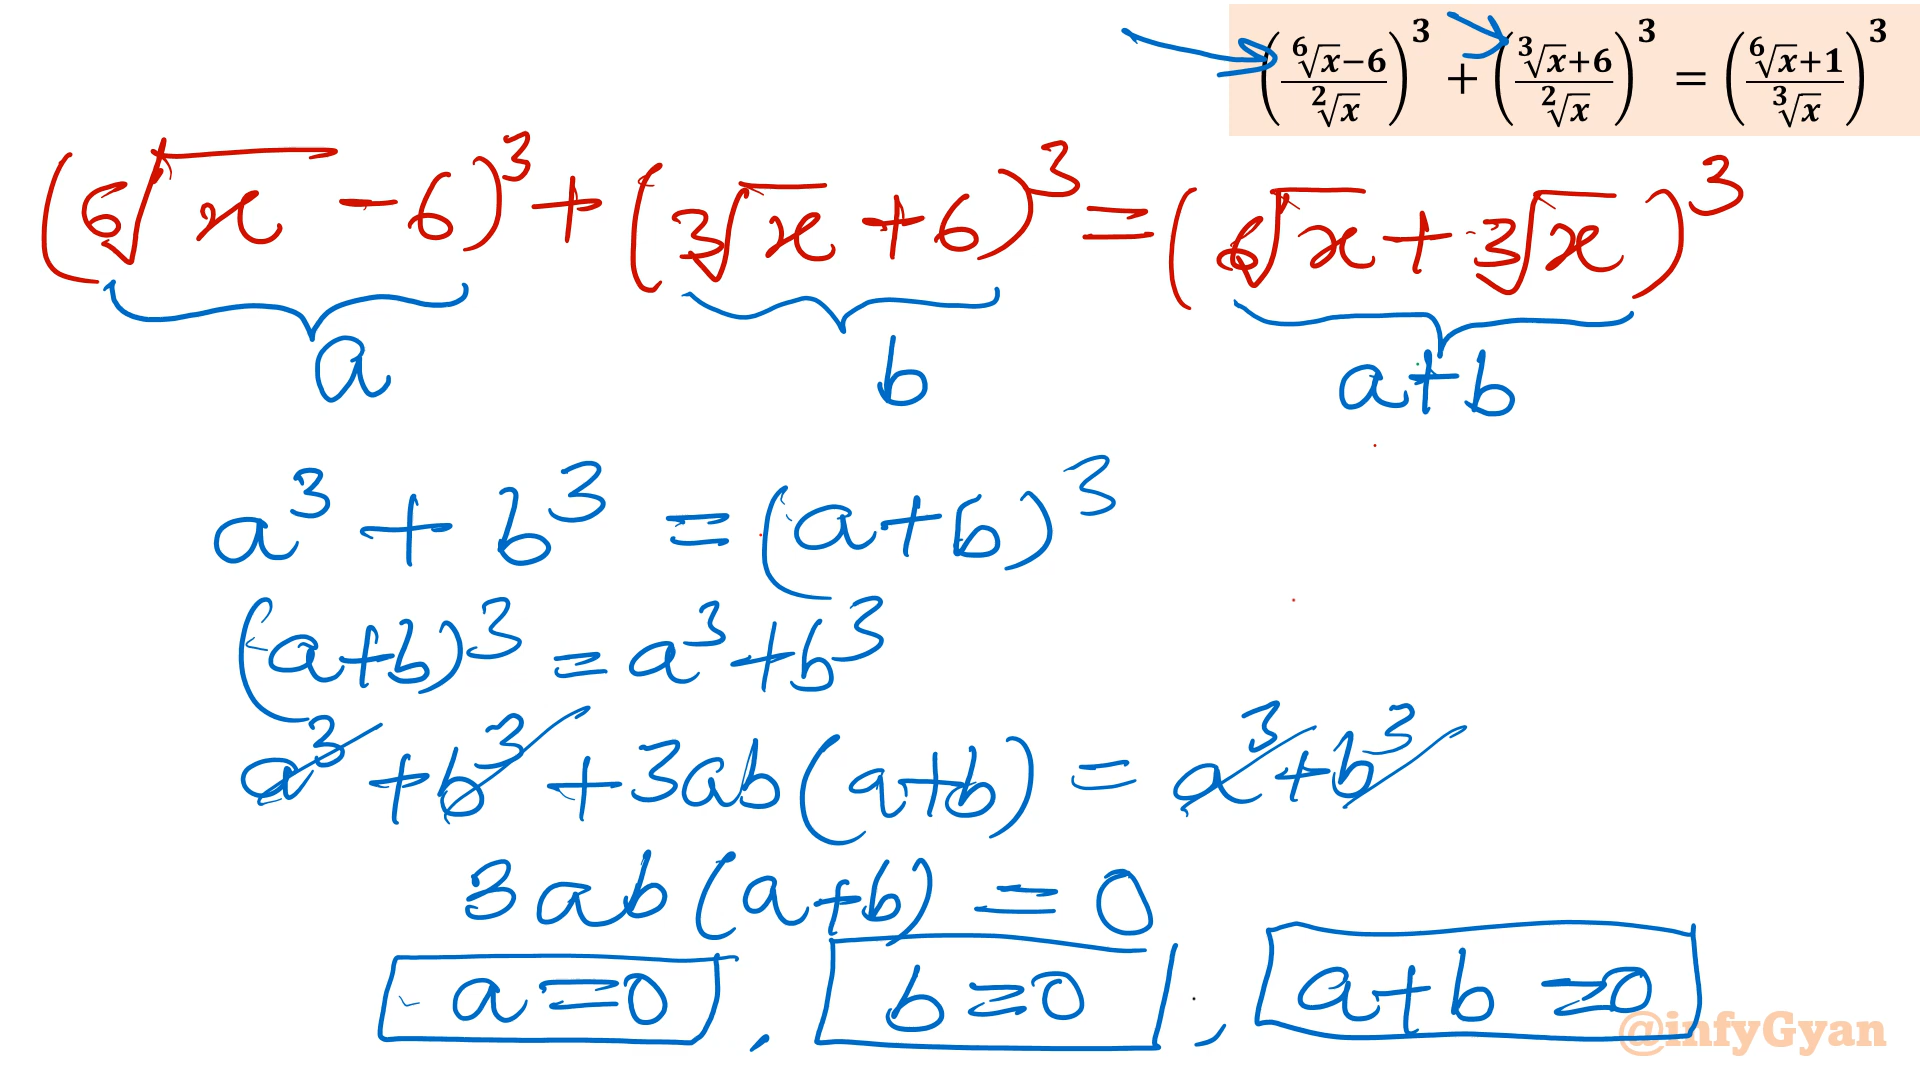 (⁶√x−6 / ²√x)³ + (³√x+6 / ²√x)³ = (⁶√x+1 / ³√x)³
(⁶√x − 6)³ + (³√x + 6)³ = (⁶√x + ³√x)³
a b a+b
a³ + b³ = (a+b)³
(a+b)³ = a³+b³
a³ + b³ + 3ab(a+b) = a³+b³
3ab(a+b) = 0
a=0 , b=0 , a+b=0
@infyGyan